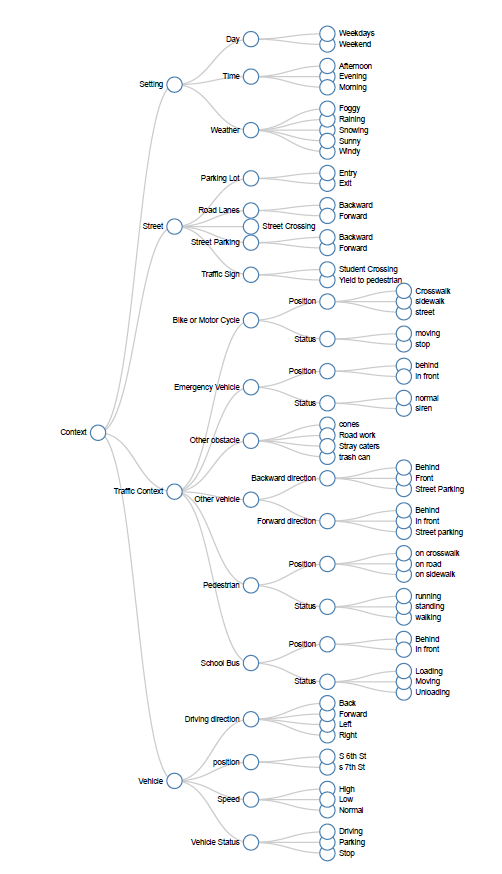 Context
Setting
Day
Weekdays
Weekend
Time
Afternoon
Evening
Morning
Weather
Foggy
Raining
Snowing
Sunny
Windy
Street
Parking Lot
Entry
Exit
Road Lanes
Backward
Forward
Street Crossing
Street Parking
Backward
Forward
Traffic Sign
Student Crossing
Yield to pedestrian
Traffic Context
Bike or Motor Cycle
Position
Crosswalk
sidewalk
street
Status
moving
stop
Emergency Vehicle
Position
behind
in front
Status
normal
siren
Other obstacle
cones
Road work
Stray caters
trash can
Other vehicle
Backward direction
Behind
Front
Street Parking
Forward direction
Behind
In front
Street parking
Pedestrian
Position
on crosswalk
on road
on sidewalk
Status
running
standing
walking
School Bus
Position
Behind
In front
Status
Loading
Moving
Unloading
Vehicle
Driving direction
Back
Forward
Left
Right
position
S 6th St
s 7th St
Speed
High
Low
Normal
Vehicle Status
Driving
Parking
Stop